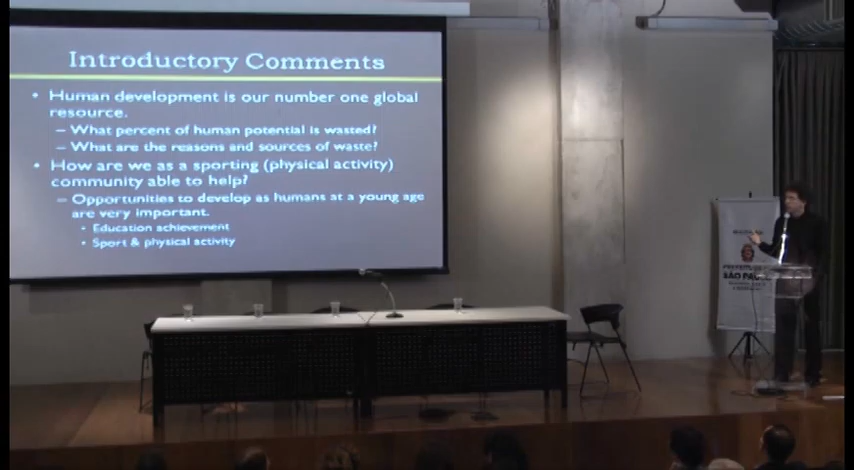 Introductory Comments
• Human development is our number one global
resource.
– What percent of human potential is wasted?
– What are the reasons and sources of waste?
• How are we as a sporting (physical activity)
community able to help?
– Opportunities to develop as humans at a young age
are very important.
• Education achievement
• Sport & physical activity
PREFEITURA
SÃO PAULO